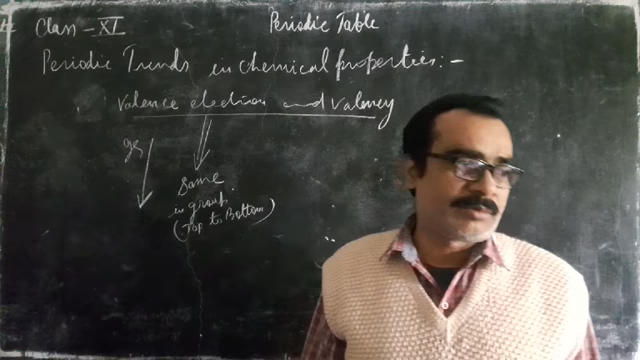 Class - XI
Periodic Table
Periodic Trends in chemical properties:-
valence electron and valency
Same
in group
(Top to Bottom)